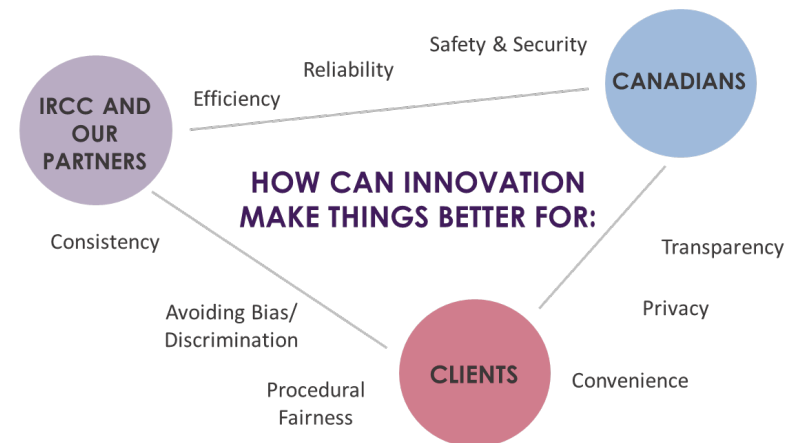 Safety & Security
Reliability
Efficiency
CANADIANS
IRCC AND
OUR
PARTNERS
HOW CAN INNOVATION
MAKE THINGS BETTER FOR:
Consistency
Transparency
Avoiding Bias/
Discrimination
Privacy
CLIENTS
Convenience
Procedural
Fairness